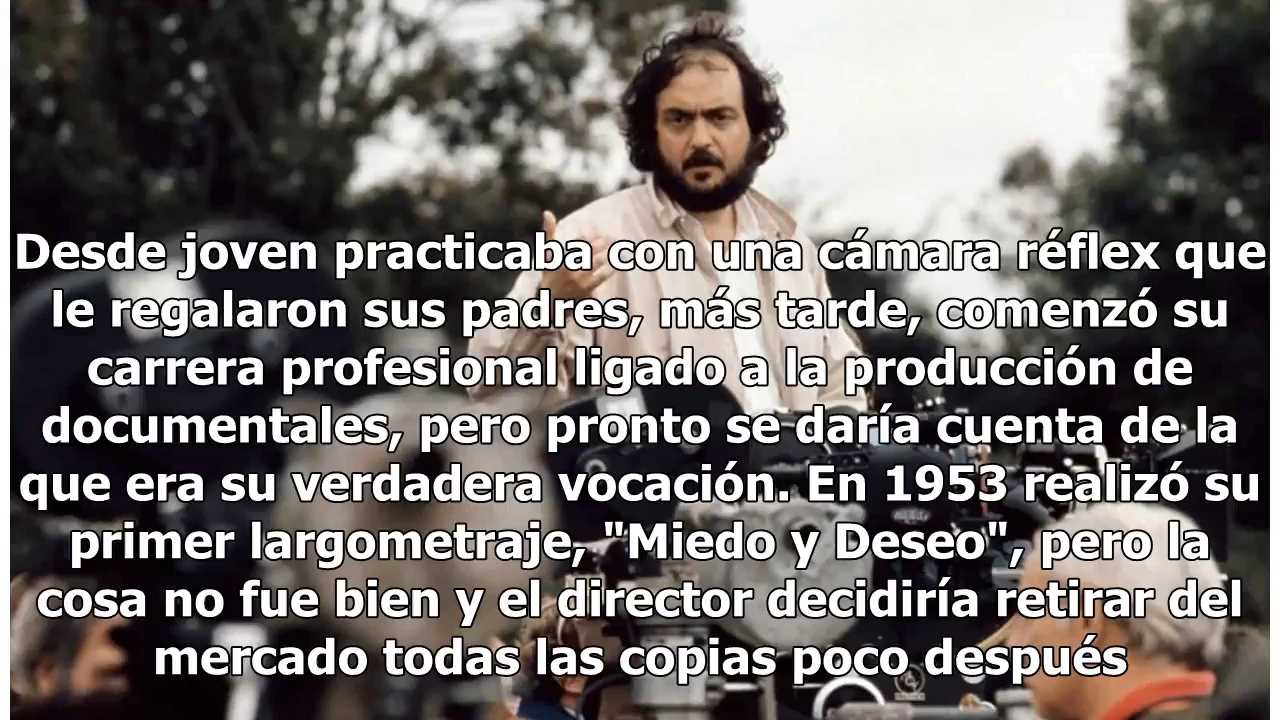 Desde joven practicaba con una cámara réflex que
le regalaron sus padres, más tarde, comenzó su
carrera profesional ligado a la producción de
documentales, pero pronto se daría cuenta de la
que era su verdadera vocación. En 1953 realizó su
primer largometraje, "Miedo y Deseo", pero la
cosa no fue bien y el director decidiría retirar del
mercado todas las copias poco después